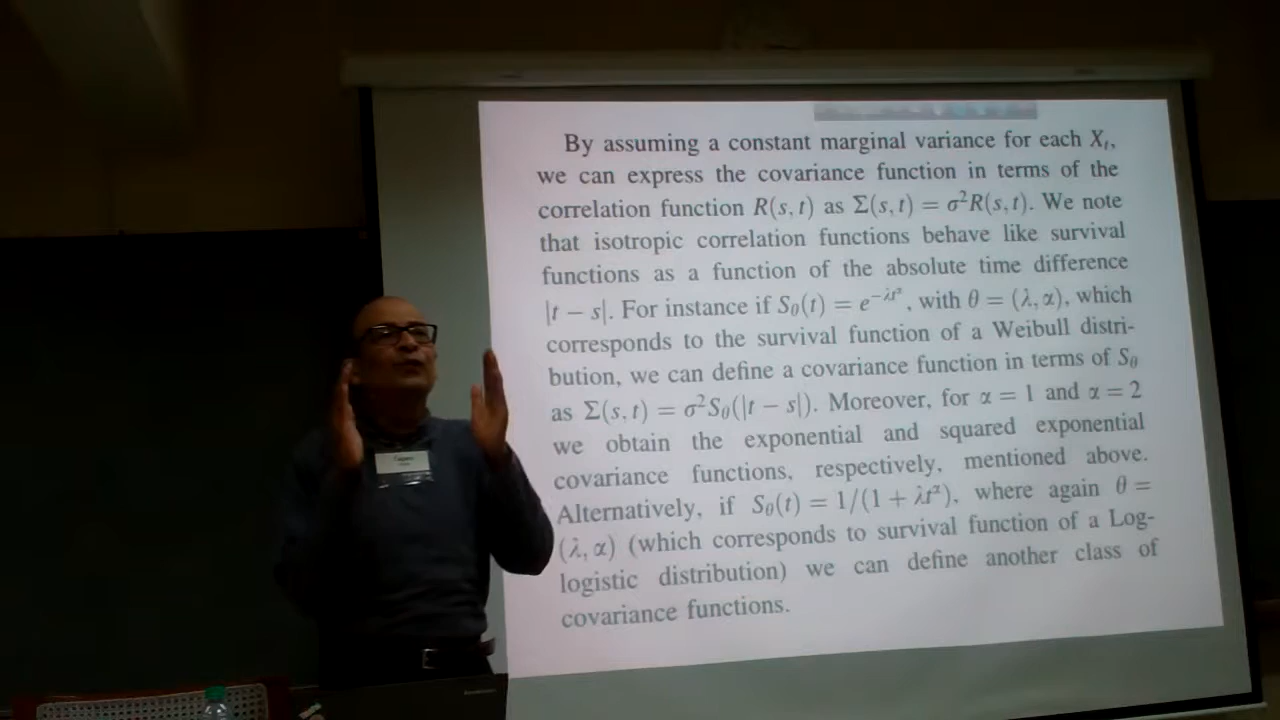 By assuming a constant marginal variance for each Xₜ,
we can express the covariance function in terms of the
correlation function R(s, t) as Σ(s, t) = σ²R(s, t). We note
that isotropic correlation functions behave like survival
functions as a function of the absolute time difference
|t − s|. For instance if S_θ(t) = e^{−λt^α}, with θ = (λ, α), which
corresponds to the survival function of a Weibull distri-
bution, we can define a covariance function in terms of S_θ
as Σ(s, t) = σ²S_θ(|t − s|). Moreover, for α = 1 and α = 2
we obtain the exponential and squared exponential
covariance functions, respectively, mentioned above.
Alternatively, if S_θ(t) = 1/(1 + λt^α), where again θ =
(λ, α) (which corresponds to survival function of a Log-
logistic distribution) we can define another class of
covariance functions.